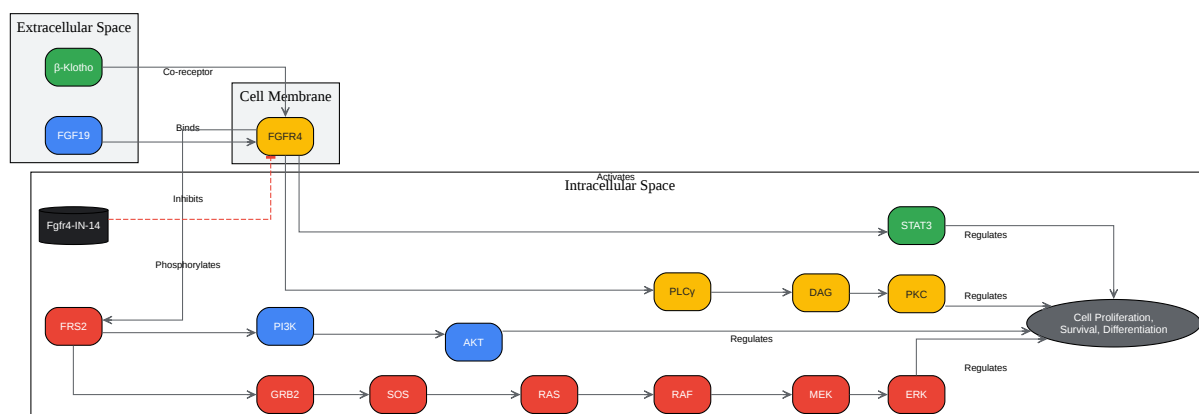 Extracellular Space
β-Klotho
Co-receptor
Cell Membrane
FGF19
Binds
FGFR4
Activates
Intracellular Space
Inhibits
Fgfr4-IN-14
STAT3
Regulates
Phosphorylates
PLCγ
DAG
PKC
Regulates
FRS2
PI3K
AKT
Regulates
Cell Proliferation,
Survival, Differentiation
Regulates
GRB2
SOS
RAS
RAF
MEK
ERK